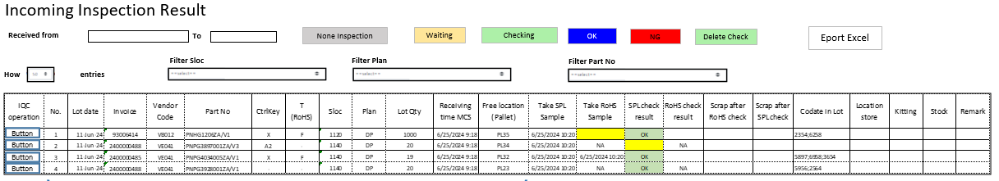 Incoming Inspection Result
Received from To None Inspection Waiting Checking OK NG Delete Check Eport Excel
Filter Sloc Filter Plan Filter Part No
How entries ==select== ==select== ==select==
IQC operation No. Lot date Invoice Vendor Code Part No CtrlKey T (RoHS) Sloc Plan Lot Qty Receiving time MCS Free location (Pallet) Take SPL Sample Take RoHS Sample SPL check result RoHS check result Scrap after RoHS check Scrap after SPL check Codate in Lot Location store Kitting Stock Remark
Button 1 11-Jun-24 93006414 VB012 PNHG1206ZA/V1 X F 1120 DP 1000 6/25/2024 9:18 PL35 6/25/2024 10:20 OK 2354;6258
Button 2 11-Jun-24 2400000488 VE041 PNPG3897001ZA/V3 A2 - 1140 DP 20 6/25/2024 9:18 PL34 6/25/2024 10:20 NA NA
Button 3 11-Jun-24 2400000485 VE041 PNPG4034005ZA/V1 X F 1140 DP 19 6/25/2024 9:18 PL32 6/25/2024 10:20 6/25/2024 10:20 OK 5897;6958;3654
Button 4 11-Jun-24 2400000488 VE041 PNPG3928001ZA/V1 - - 1140 DP 20 6/25/2024 9:18 PL23 6/25/2024 10:20 NA OK NA 5956;2564